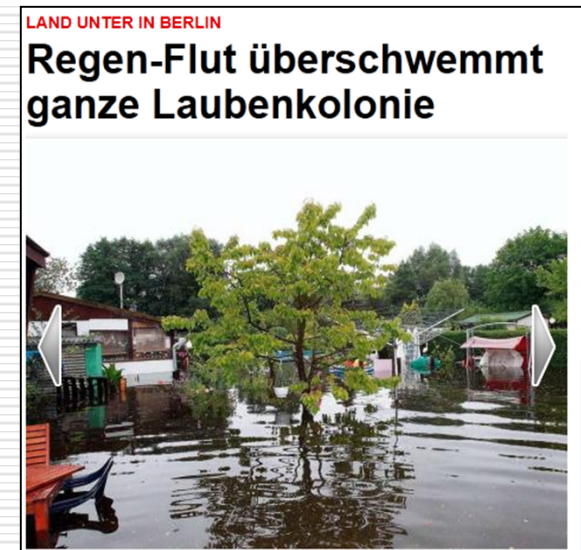 LAND UNTER IN BERLIN
Regen-Flut überschwemmt
ganze Laubenkolonie